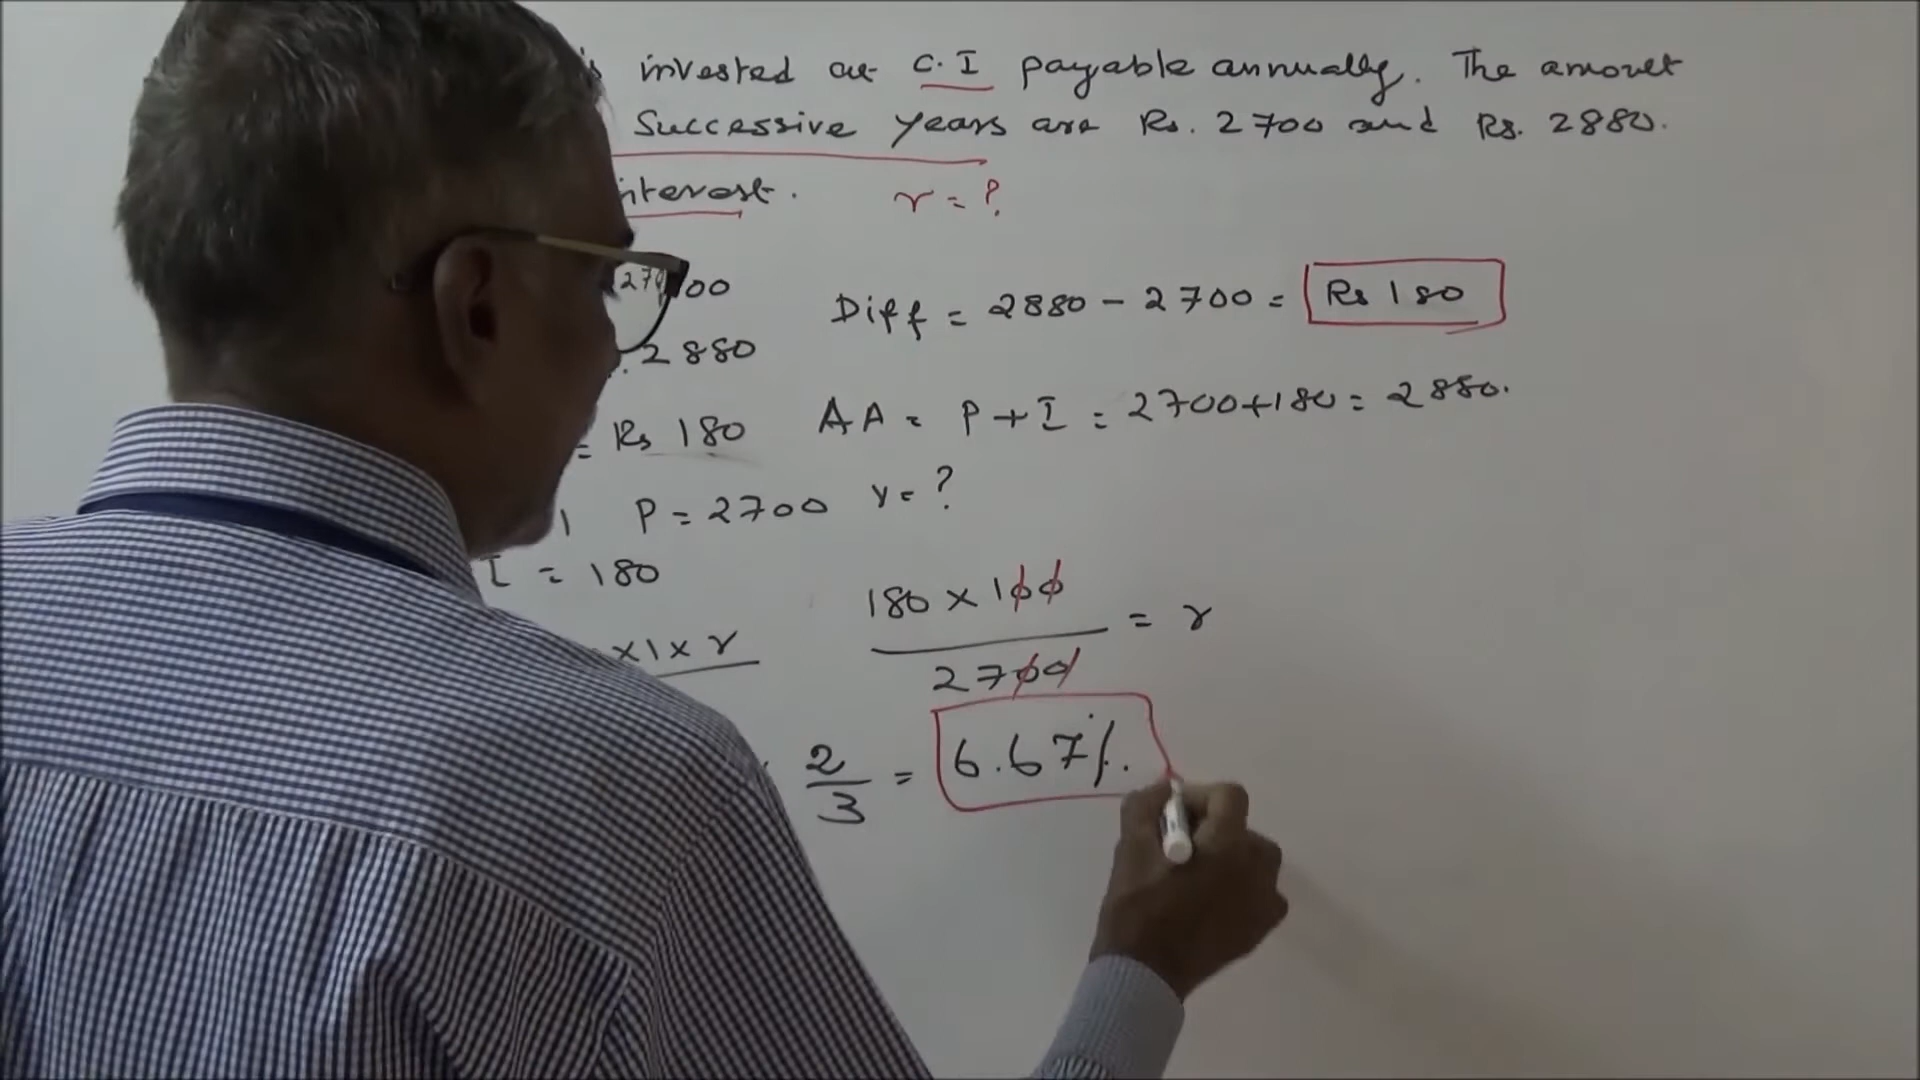 invested at C.I payable annually. The amount
Successive years are Rs. 2700 and Rs. 2880.
interest. r = ?
2700
Diff = 2880 - 2700 = Rs 180
2880
= Rs 180 AA = P + I = 2700+180 = 2880.
1 P = 2700 r = ?
I = 180
180 x 100
x 1 x r = r
2700
2/3 = 6.67%.